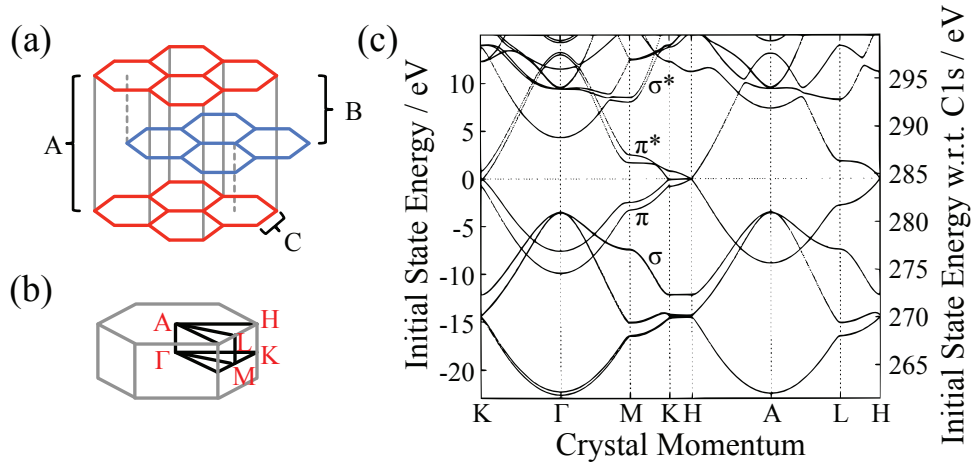 (a)
A
B
C
(b)
A
H
L
Γ
K
M
(c)
Initial State Energy / eV
10
5
0
-5
-10
-15
-20
σ*
π*
π
σ
295
290
285
280
275
270
265
Initial State Energy w.r.t. C1s / eV
K Γ M K H A L H
Crystal Momentum